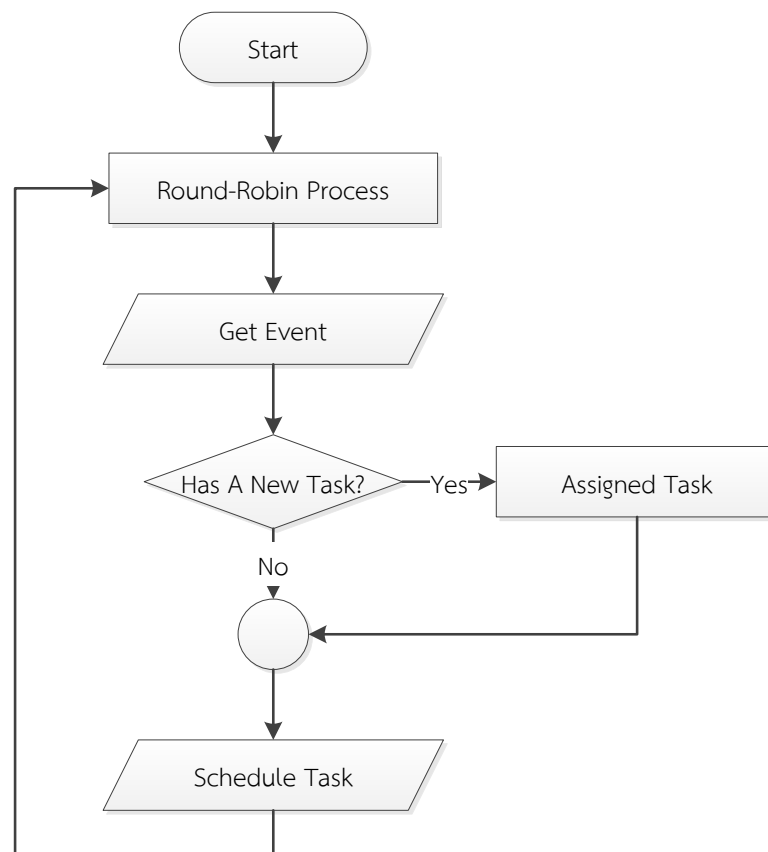 Start
Round-Robin Process
Get Event
Has A New Task?
Yes
Assigned Task
No
Schedule Task